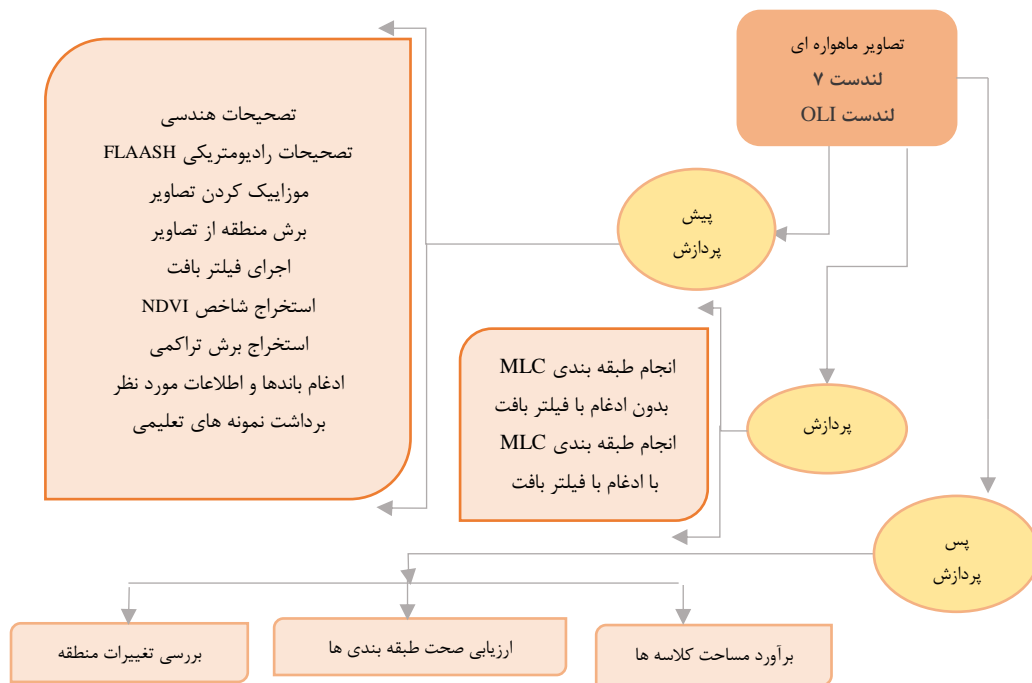 تصاویر ماهواره ای
لندست ۷
لندست OLI
پیش
پردازش
تصحیحات هندسی
تصحیحات رادیومتریکی FLAASH
موزاییک کردن تصاویر
برش منطقه از تصاویر
اجرای فیلتر بافت
استخراج شاخص NDVI
استخراج برش تراکمی
ادغام باندها و اطلاعات مورد نظر
برداشت نمونه های تعلیمی
پردازش
انجام طبقه بندی MLC
بدون ادغام با فیلتر بافت
انجام طبقه بندی MLC
با ادغام با فیلتر بافت
پس
پردازش
برآورد مساحت کلاسه ها
ارزیابی صحت طبقه بندی ها
بررسی تغییرات منطقه